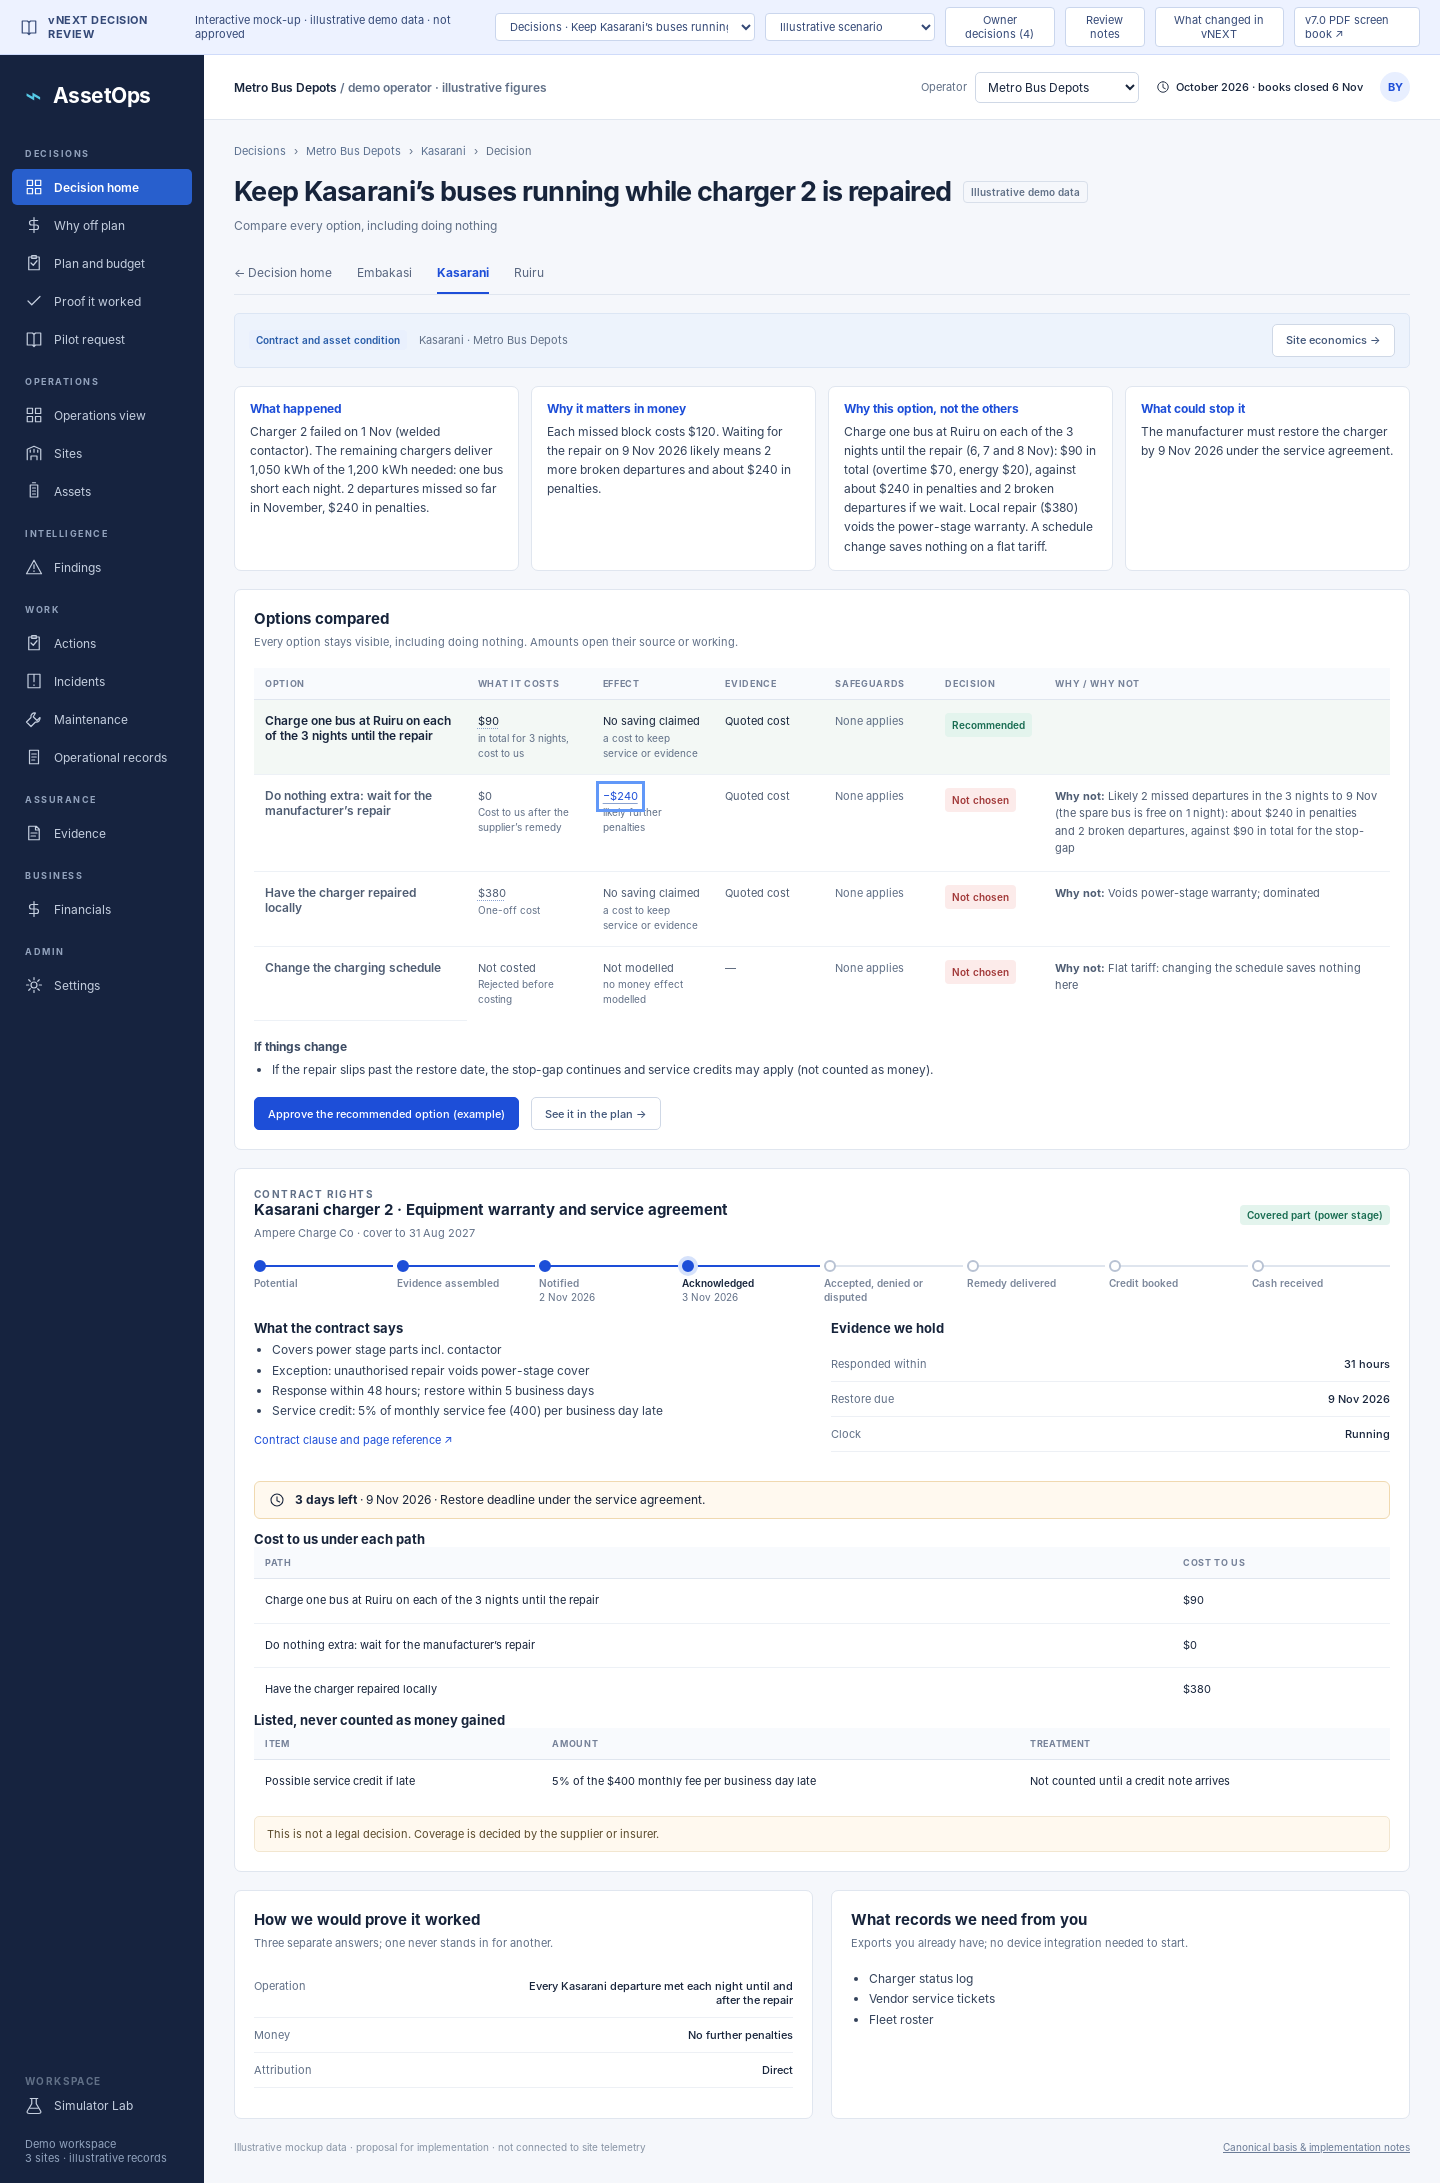 vNEXT DECISION REVIEW
Interactive mock-up · illustrative demo data · not approved
Decisions · Keep Kasarani's buses running
Illustrative scenario
Owner decisions (4)
Review notes
What changed in vNEXT
v7.0 PDF screen book ↗
AssetOps
DECISIONS
Decision home
Why off plan
Plan and budget
Proof it worked
Pilot request
OPERATIONS
Operations view
Sites
Assets
INTELLIGENCE
Findings
WORK
Actions
Incidents
Maintenance
Operational records
ASSURANCE
Evidence
BUSINESS
Financials
ADMIN
Settings
WORKSPACE
Simulator Lab
Demo workspace
3 sites · illustrative records
Metro Bus Depots / demo operator · illustrative figures
Operator
Metro Bus Depots
October 2026 · books closed 6 Nov
BY
Decisions › Metro Bus Depots › Kasarani › Decision
Keep Kasarani’s buses running while charger 2 is repaired
Illustrative demo data
Compare every option, including doing nothing
← Decision home
Embakasi
Kasarani
Ruiru
Contract and asset condition
Kasarani · Metro Bus Depots
Site economics →
What happened
Charger 2 failed on 1 Nov (welded
contactor). The remaining chargers deliver
1,050 kWh of the 1,200 kWh needed: one bus
short each night. 2 departures missed so far
in November, $240 in penalties.
Why it matters in money
Each missed block costs $120. Waiting for
the repair on 9 Nov 2026 likely means 2
more broken departures and about $240 in
penalties.
Why this option, not the others
Charge one bus at Ruiru on each of the 3
nights until the repair (6, 7 and 8 Nov): $90 in
total (overtime $70, energy $20), against
about $240 in penalties and 2 broken
departures if we wait. Local repair ($380)
voids the power-stage warranty. A schedule
change saves nothing on a flat tariff.
What could stop it
The manufacturer must restore the charger
by 9 Nov 2026 under the service agreement.
Options compared
Every option stays visible, including doing nothing. Amounts open their source or working.
OPTION
WHAT IT COSTS
EFFECT
EVIDENCE
SAFEGUARDS
DECISION
WHY / WHY NOT
Charge one bus at Ruiru on each
of the 3 nights until the repair
$90
in total for 3 nights,
cost to us
No saving claimed
a cost to keep
service or evidence
Quoted cost
None applies
Recommended
Do nothing extra: wait for the
manufacturer’s repair
$0
Cost to us after the
supplier’s remedy
−$240
likely further
penalties
Quoted cost
None applies
Not chosen
Why not: Likely 2 missed departures in the 3 nights to 9 Nov
(the spare bus is free on 1 night): about $240 in penalties
and 2 broken departures, against $90 in total for the stop-
gap
Have the charger repaired
locally
$380
One-off cost
No saving claimed
a cost to keep
service or evidence
Quoted cost
None applies
Not chosen
Why not: Voids power-stage warranty; dominated
Change the charging schedule
Not costed
Rejected before
costing
Not modelled
no money effect
modelled
—
None applies
Not chosen
Why not: Flat tariff: changing the schedule saves nothing
here
If things change
• If the repair slips past the restore date, the stop-gap continues and service credits may apply (not counted as money).
Approve the recommended option (example)
See it in the plan →
CONTRACT RIGHTS
Kasarani charger 2 · Equipment warranty and service agreement
Ampere Charge Co · cover to 31 Aug 2027
Covered part (power stage)
Potential
Evidence assembled
Notified
2 Nov 2026
Acknowledged
3 Nov 2026
Accepted, denied or
disputed
Remedy delivered
Credit booked
Cash received
What the contract says
• Covers power stage parts incl. contactor
• Exception: unauthorised repair voids power-stage cover
• Response within 48 hours; restore within 5 business days
• Service credit: 5% of monthly service fee (400) per business day late
Contract clause and page reference ↗
Evidence we hold
Responded within
31 hours
Restore due
9 Nov 2026
Clock
Running
3 days left · 9 Nov 2026 · Restore deadline under the service agreement.
Cost to us under each path
PATH
COST TO US
Charge one bus at Ruiru on each of the 3 nights until the repair
$90
Do nothing extra: wait for the manufacturer’s repair
$0
Have the charger repaired locally
$380
Listed, never counted as money gained
ITEM
AMOUNT
TREATMENT
Possible service credit if late
5% of the $400 monthly fee per business day late
Not counted until a credit note arrives
This is not a legal decision. Coverage is decided by the supplier or insurer.
How we would prove it worked
Three separate answers; one never stands in for another.
Operation
Every Kasarani departure met each night until and
after the repair
Money
No further penalties
Attribution
Direct
What records we need from you
Exports you already have; no device integration needed to start.
• Charger status log
• Vendor service tickets
• Fleet roster
Illustrative mockup data · proposal for implementation · not connected to site telemetry
Canonical basis & implementation notes